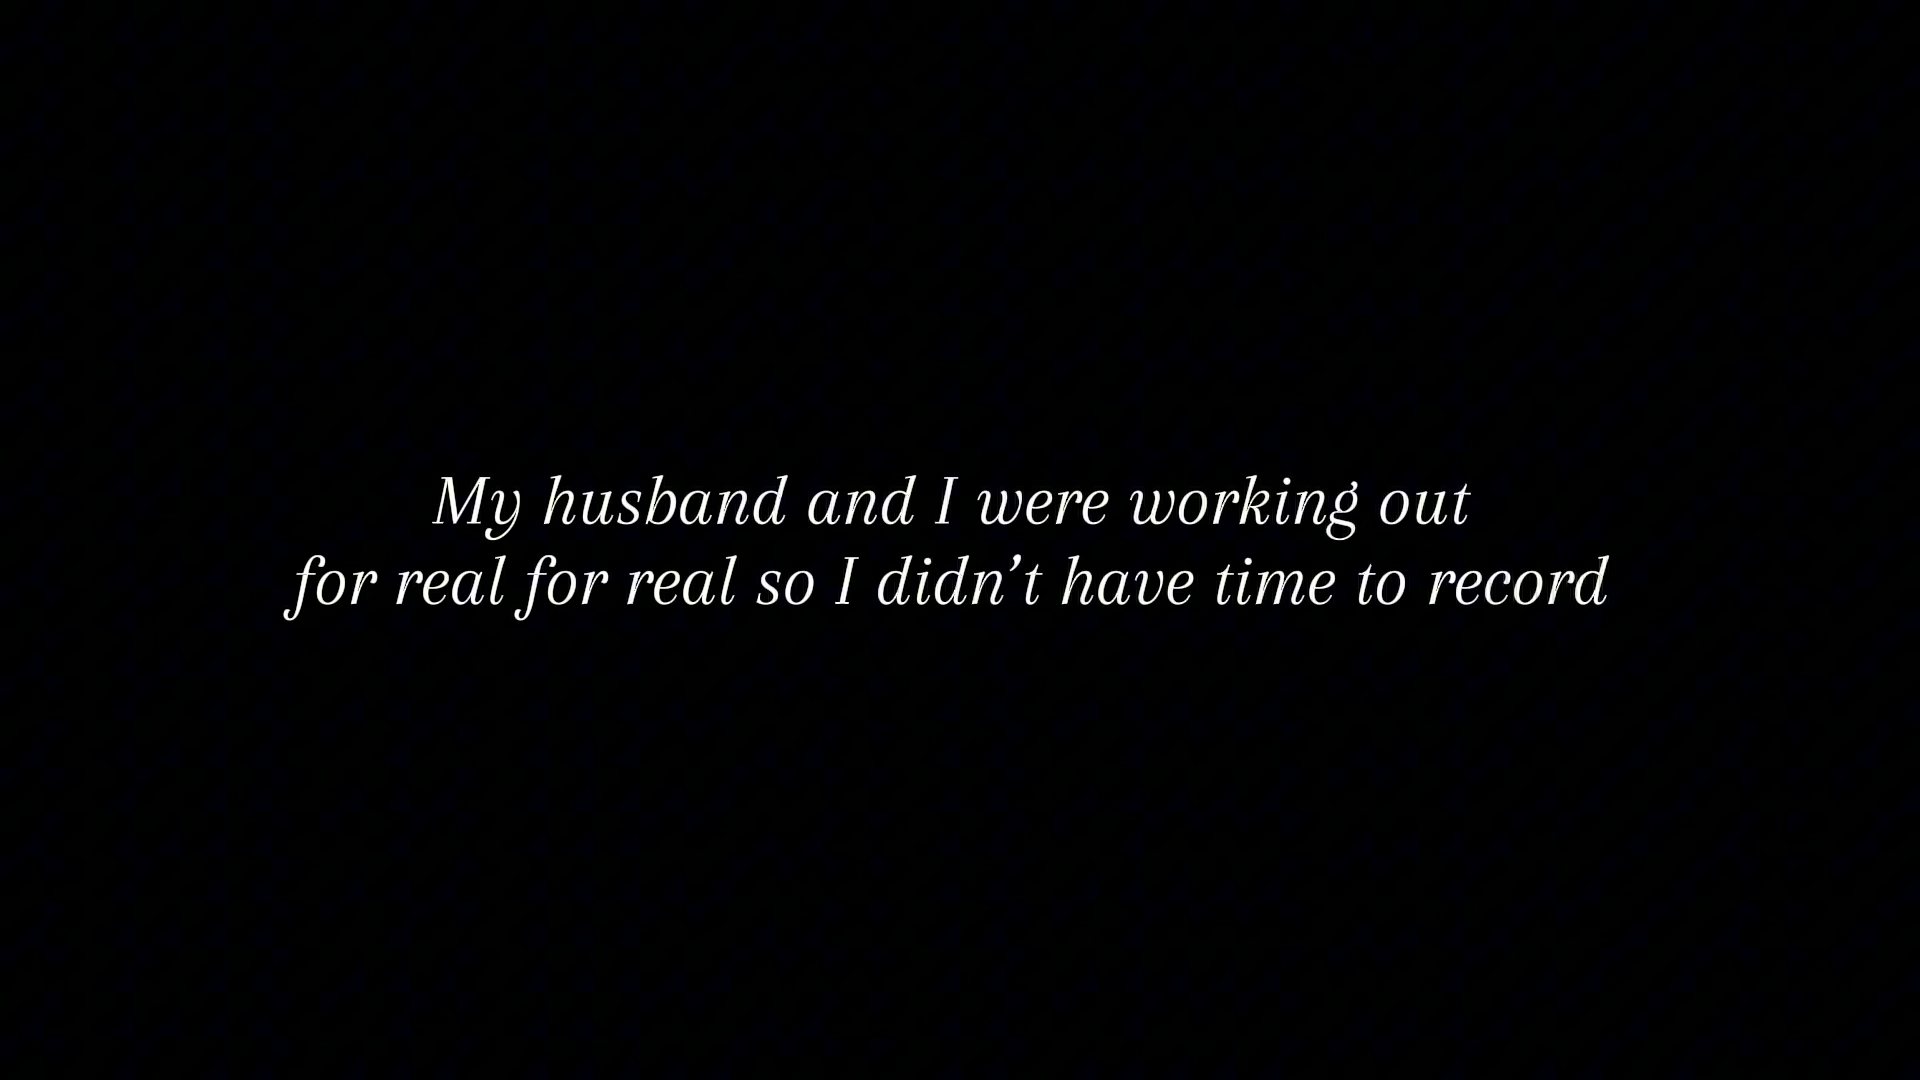 My husband and I were working out
for real for real so I didn’t have time to record